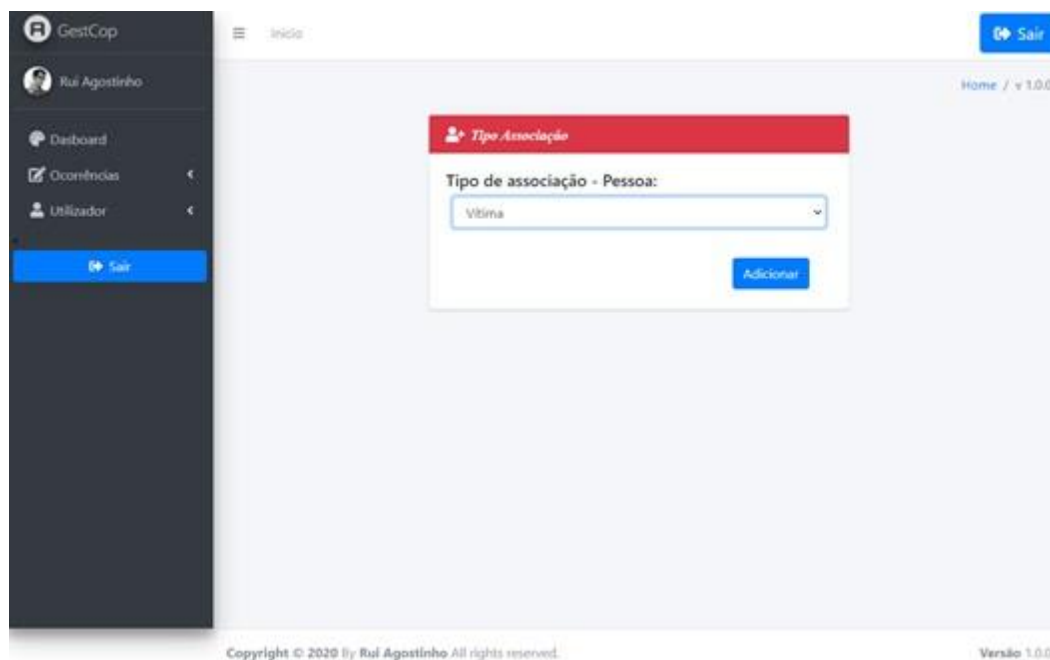 GestCop
Inicio
Sair
Rui Agostinho
Home / v 1.0.0
Dasboard
Ocorrências
Utilizador
Sair
Tipo Associação
Tipo de associação - Pessoa:
Vítima
Adicionar
Copyright © 2020 By Rui Agostinho All rights reserved.
Versão 1.0.0